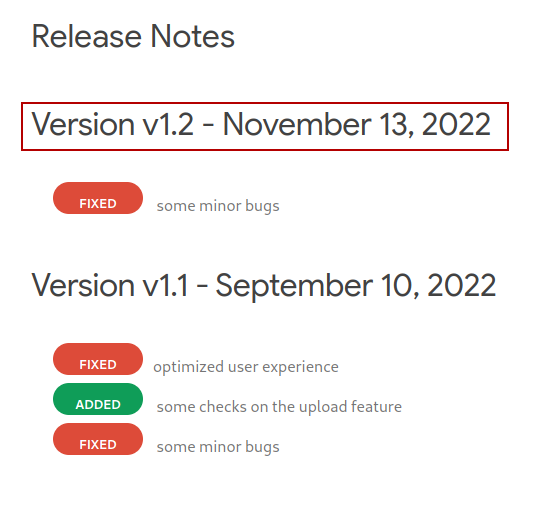 Release Notes
Version v1.2 - November 13, 2022
FIXED some minor bugs
Version v1.1 - September 10, 2022
FIXED optimized user experience
ADDED some checks on the upload feature
FIXED some minor bugs